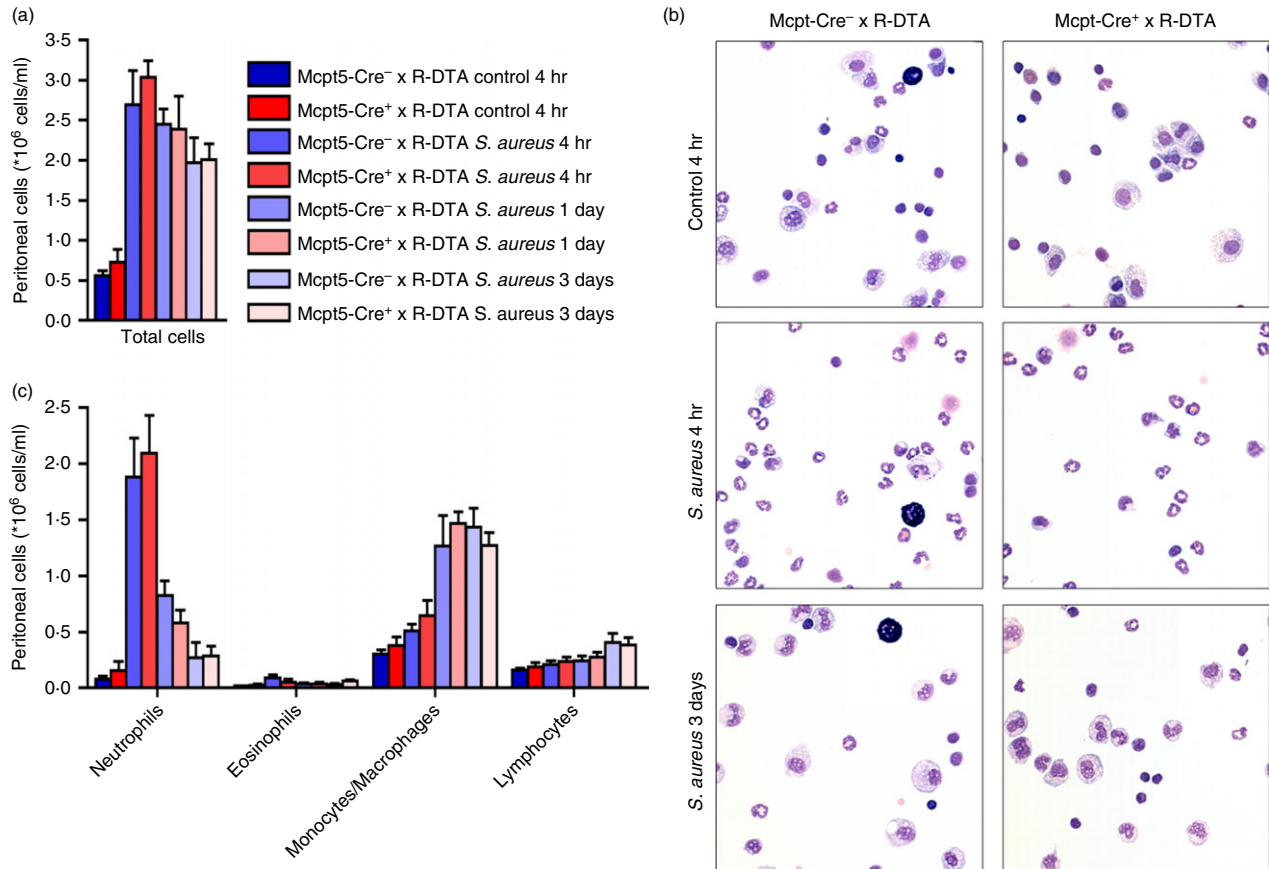 (a)
Peritoneal cells (*10⁶ cells/ml)
3·5
3·0
2·5
2·0
1·5
1·0
0·5
0·0
Total cells
Mcpt5-Cre⁻ x R-DTA control 4 hr
Mcpt5-Cre⁺ x R-DTA control 4 hr
Mcpt5-Cre⁻ x R-DTA S. aureus 4 hr
Mcpt5-Cre⁺ x R-DTA S. aureus 4 hr
Mcpt5-Cre⁻ x R-DTA S. aureus 1 day
Mcpt5-Cre⁺ x R-DTA S. aureus 1 day
Mcpt5-Cre⁻ x R-DTA S. aureus 3 days
Mcpt5-Cre⁺ x R-DTA S. aureus 3 days
(b)
Mcpt-Cre⁻ x R-DTA
Mcpt-Cre⁺ x R-DTA
Control 4 hr
S. aureus 4 hr
S. aureus 3 days
(c)
Peritoneal cells (*10⁶ cells/ml)
2·5
2·0
1·5
1·0
0·5
0·0
Neutrophils
Eosinophils
Monocytes/Macrophages
Lymphocytes